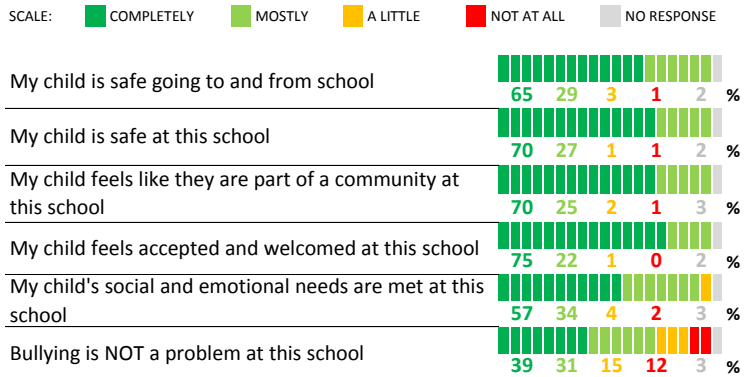 SCALE: COMPLETELY MOSTLY A LITTLE NOT AT ALL NO RESPONSE
My child is safe going to and from school
65 29 3 1 2 %
My child is safe at this school
70 27 1 1 2 %
My child feels like they are part of a community at
this school
70 25 2 1 3 %
My child feels accepted and welcomed at this school
75 22 1 0 2 %
My child's social and emotional needs are met at this
school
57 34 4 2 3 %
Bullying is NOT a problem at this school
39 31 15 12 3 %